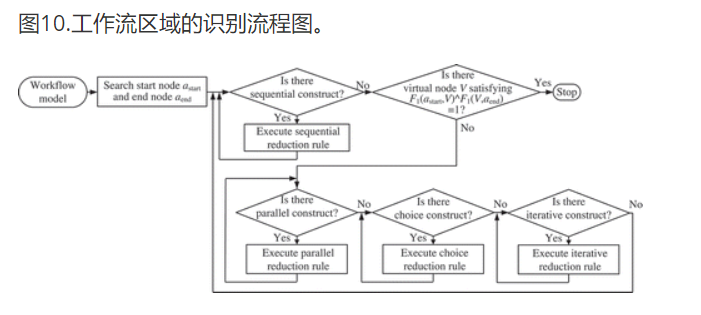 图10.工作流区域的识别流程图。
Workflow
model
Search start node a_start
and end node a_end
Is there
sequential construct?
No
Yes
Execute sequential
reduction rule
Is there
virtual node V satisfying
F₁(a_start,V)^F₁(V,a_end)
=1?
Yes
Stop
No
Is there
parallel construct?
No
Yes
Execute parallel
reduction rule
Is there
choice construct?
No
Yes
Execute choice
reduction rule
Is there
iterative construct?
No
Yes
Execute iterative
reduction rule